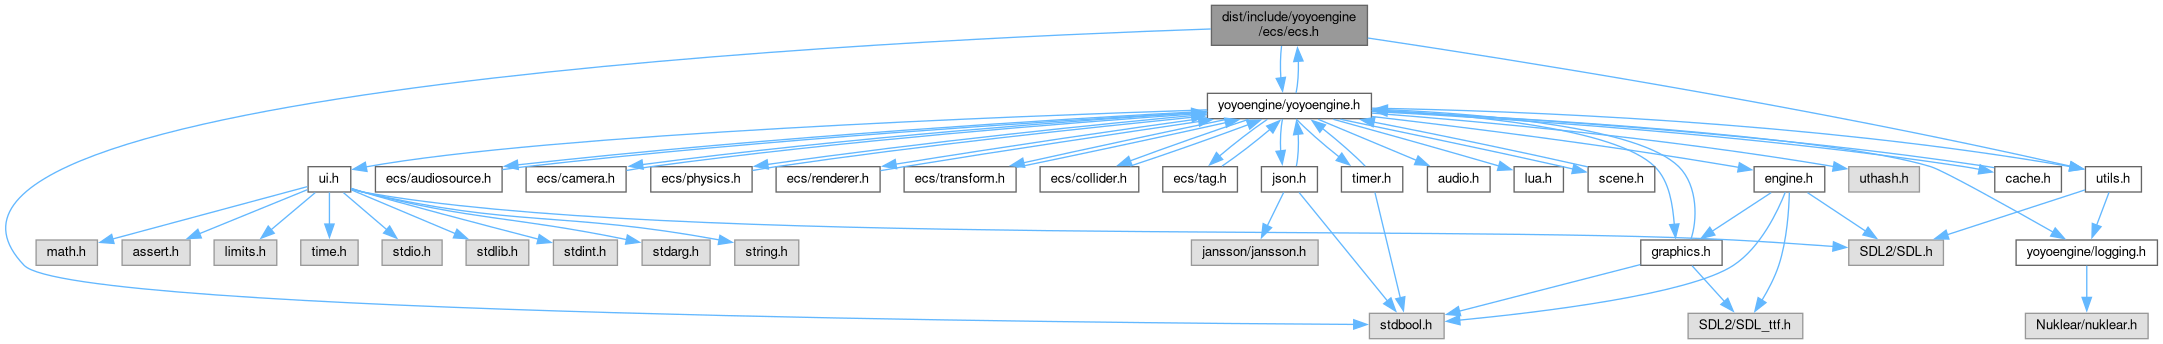 dist/include/yoyoengine
/ecs/ecs.h
yoyoengine/yoyoengine.h
ui.h
ecs/audiosource.h
ecs/camera.h
ecs/physics.h
ecs/renderer.h
ecs/transform.h
ecs/collider.h
ecs/tag.h
json.h
timer.h
audio.h
lua.h
scene.h
engine.h
uthash.h
cache.h
utils.h
math.h
assert.h
limits.h
time.h
stdio.h
stdlib.h
stdint.h
stdarg.h
string.h
jansson/jansson.h
graphics.h
SDL2/SDL.h
yoyoengine/logging.h
stdbool.h
SDL2/SDL_ttf.h
Nuklear/nuklear.h